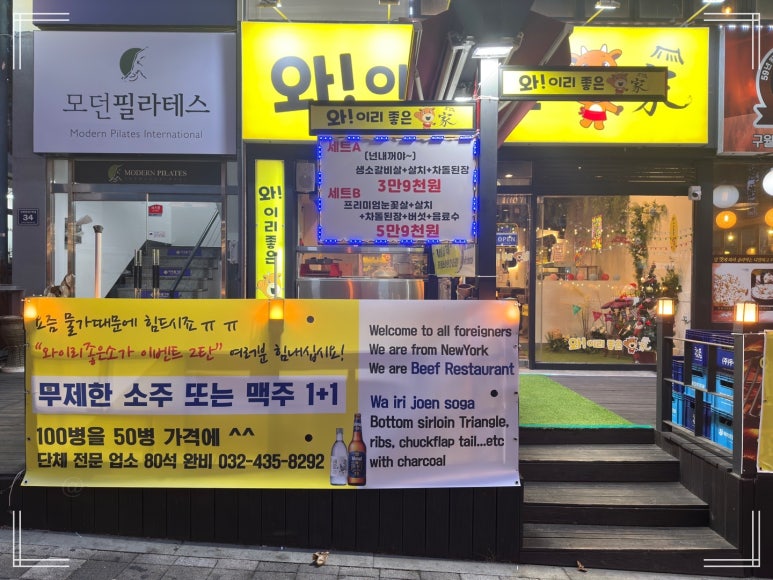 모던필라테스
Modern Pilates International
MODERN PILATES
34
와! 이
家
와! 이리 좋은 家
와! 이리 좋은 家
세트A
(넌내꺼야~)
생소갈비살+살치+차돌된장
3만9천원
세트B
프리미엄눈꽃살+살치
+차돌된장+버섯+음료수
5만9천원
와! 이리 좋은
OPEN
구월
요즘 물가때문에 힘드시죠 ㅠㅠ
"와이리좋은소가 이벤트 2탄" 여러분 힘내십시요!
무제한 소주 또는 맥주 1+1
100병을 50병 가격에 ^^
단체 전문 업소 80석 완비 032-435-8292
Welcome to all foreigners
We are from NewYork
We are Beef Restaurant
Wa iri joen soga
Bottom sirloin Triangle,
ribs, chuckflap tail...etc
with charcoal